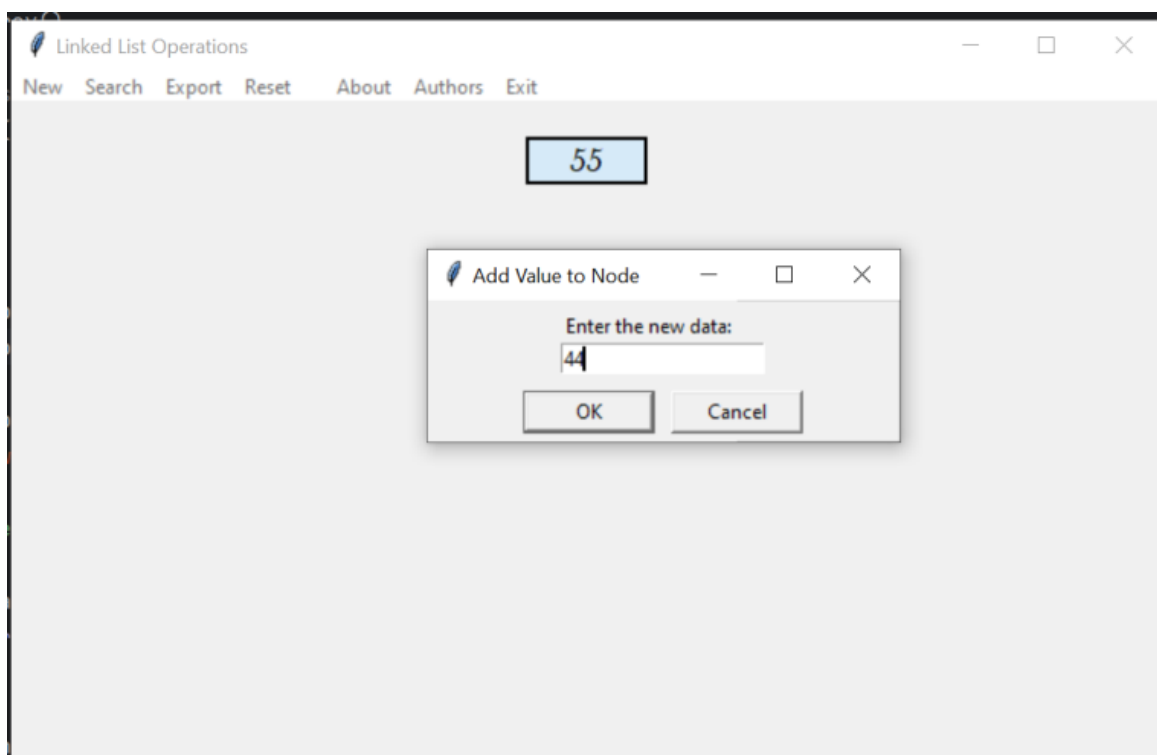 Linked List Operations
New Search Export Reset About Authors Exit
55
Add Value to Node
Enter the new data:
44
OK Cancel